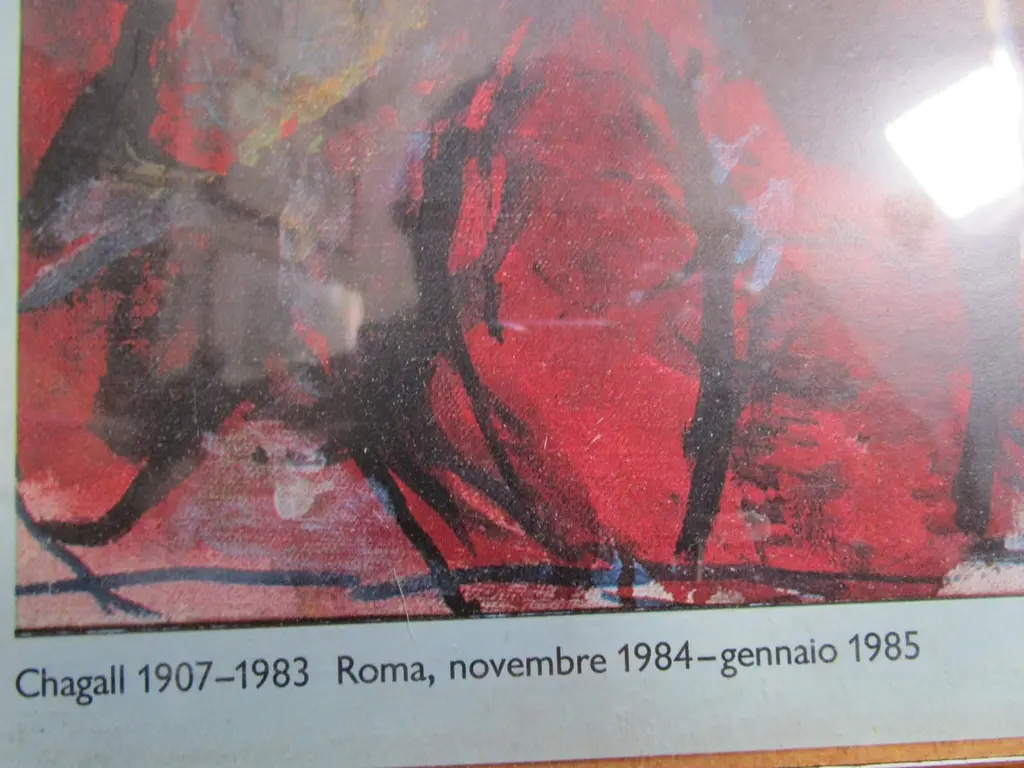 Chagall 1907–1983 Roma, novembre 1984–gennaio 1985